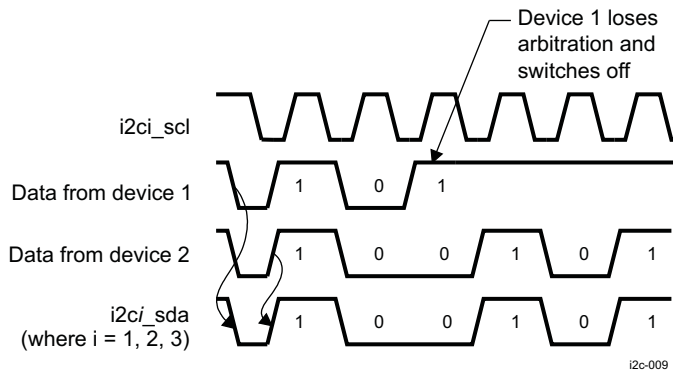 Device 1 loses
arbitration and
switches off
i2ci_scl
Data from device 1
1 0 1
Data from device 2
1 0 0 1 0 1
i2ci_sda
(where i = 1, 2, 3)
1 0 0 1 0 1
i2c-009